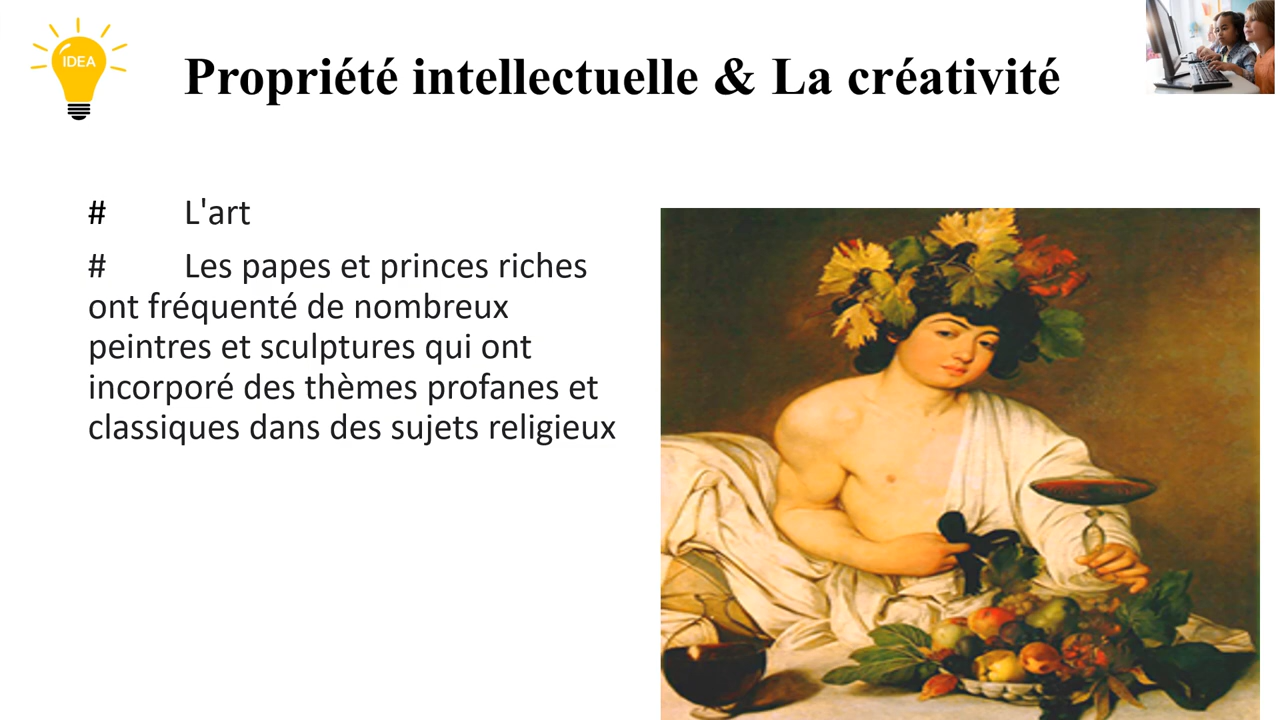 IDEA
Propriété intellectuelle & La créativité
# L'art
# Les papes et princes riches
ont fréquenté de nombreux
peintres et sculptures qui ont
incorporé des thèmes profanes et
classiques dans des sujets religieux